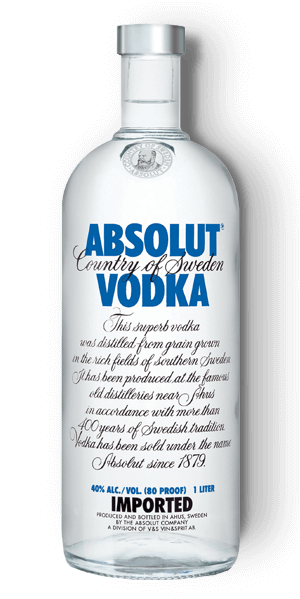 ABSOLUT®
Country of Sweden
VODKA
This superb vodka
was distilled from grain grown
in the rich fields of southern Sweden.
It has been produced at the famous
old distilleries near Åhus
in accordance with more than
400 years of Swedish tradition.
Vodka has been sold under the name
Absolut since 1879.
40% ALC./VOL. (80 PROOF) 1 LITER
IMPORTED
PRODUCED AND BOTTLED IN AHUS, SWEDEN
BY THE ABSOLUT COMPANY
A DIVISION OF V&S VIN&SPRIT AB.